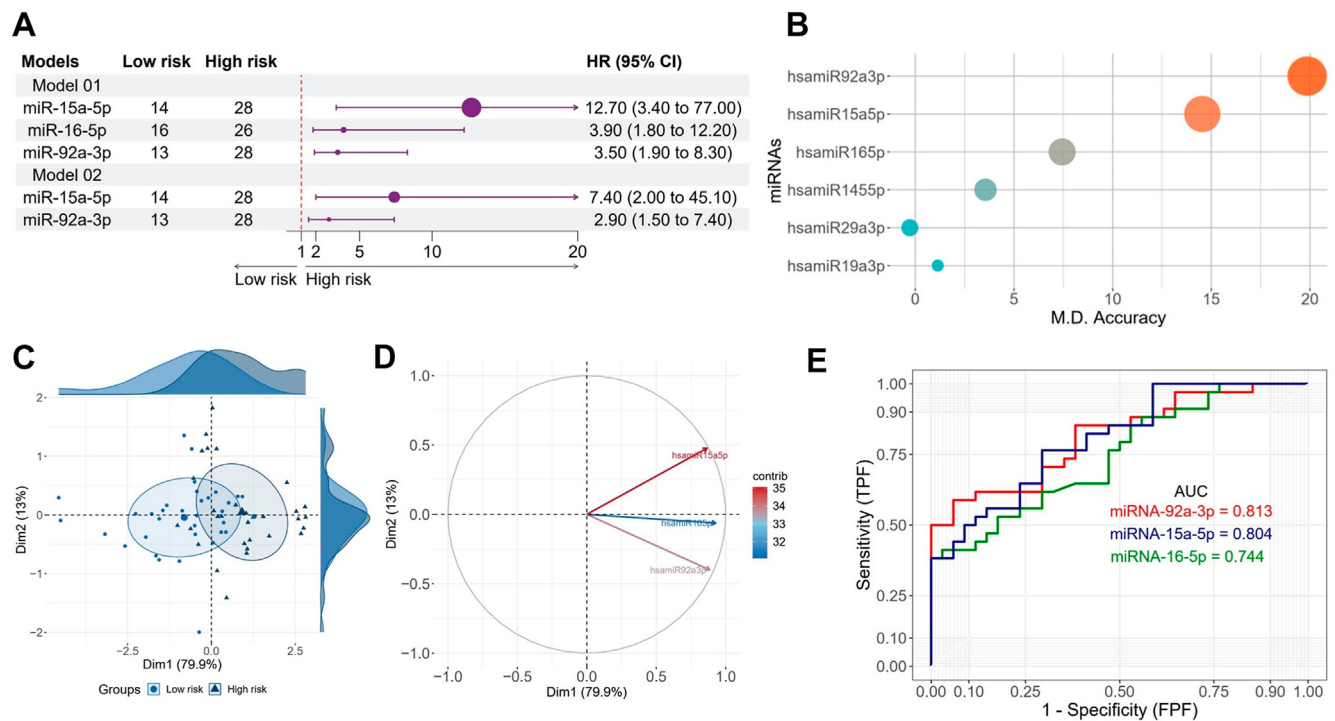 A
Models Low risk High risk HR (95% CI)
Model 01
miR-15a-5p 14 28 12.70 (3.40 to 77.00)
miR-16-5p 16 26 3.90 (1.80 to 12.20)
miR-92a-3p 13 28 3.50 (1.90 to 8.30)
Model 02
miR-15a-5p 14 28 7.40 (2.00 to 45.10)
miR-92a-3p 13 28 2.90 (1.50 to 7.40)
1 2 5 10 20
Low risk High risk
B
miRNAs
hsamiR92a3p
hsamiR15a5p
hsamiR165p
hsamiR1455p
hsamiR29a3p
hsamiR19a3p
0 5 10 15 20
M.D. Accuracy
C
Dim2 (13%)
2
1
0
−1
−2
−2.5 0.0 2.5
Dim1 (79.9%)
Groups Low risk High risk
D
Dim2 (13%)
1.0
0.5
0.0
−0.5
−1.0
hsamiR15a5p
hsamiR165p
hsamiR92a3p
−1.0 −0.5 0.0 0.5 1.0
Dim1 (79.9%)
contrib
35
34
33
32
E
Sensitivity (TPF)
1.00
0.90
0.75
0.50
0.25
0.10
0.00
AUC
miRNA-92a-3p = 0.813
miRNA-15a-5p = 0.804
miRNA-16-5p = 0.744
0.00 0.10 0.25 0.50 0.75 0.90 1.00
1 - Specificity (FPF)